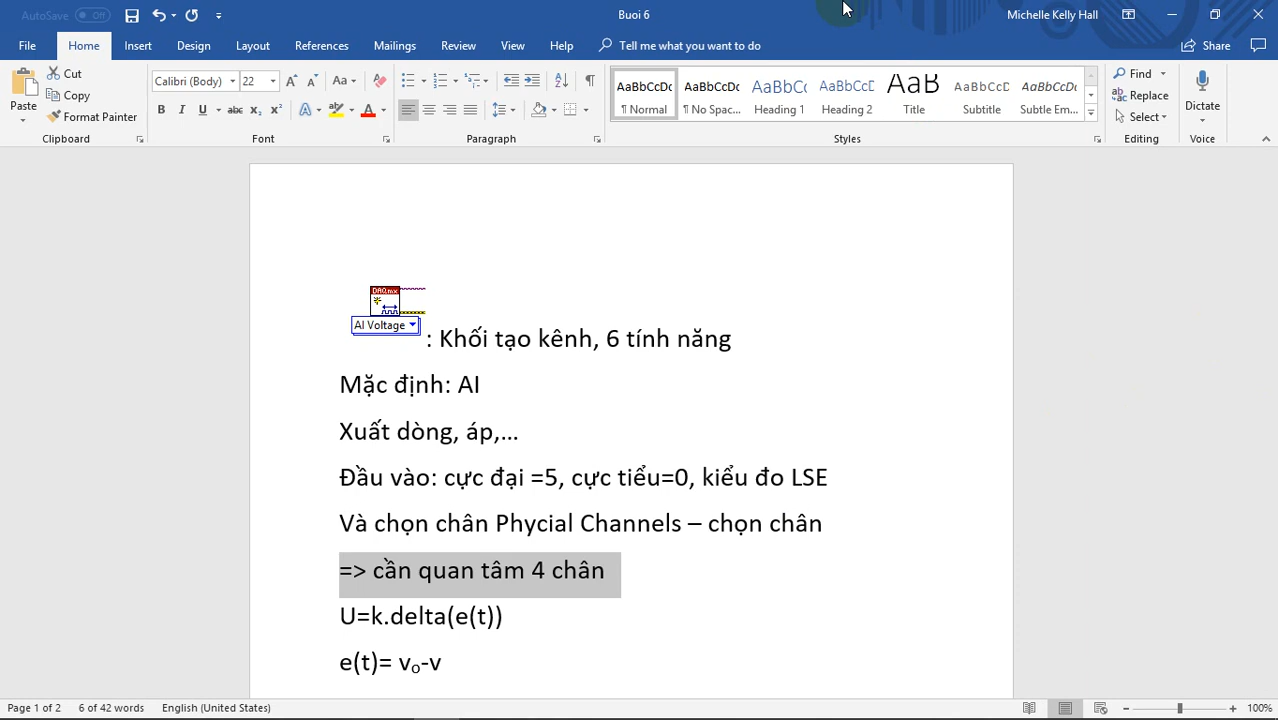 AutoSave Off Buoi 6 Michelle Kelly Hall
File Home Insert Design Layout References Mailings Review View Help Tell me what you want to do Share
Paste Cut Copy Format Painter
Calibri (Body) 22
AaBbCcDc AaBbCcDc AaBbCc AaBbCcD AaB AaBbCcD AaBbCcDc
¶ Normal ¶ No Spac... Heading 1 Heading 2 Title Subtitle Subtle Em...
Find Replace Select Dictate
Clipboard Font Paragraph Styles Editing Voice
AI Voltage
: Khối tạo kênh, 6 tính năng
Mặc định: AI
Xuất dòng, áp,...
Đầu vào: cực đại =5, cực tiểu=0, kiểu đo LSE
Và chọn chân Phycial Channels – chọn chân
=> cần quan tâm 4 chân
U=k.delta(e(t))
e(t)= vₒ-v
Page 1 of 2 6 of 42 words English (United States) 100%